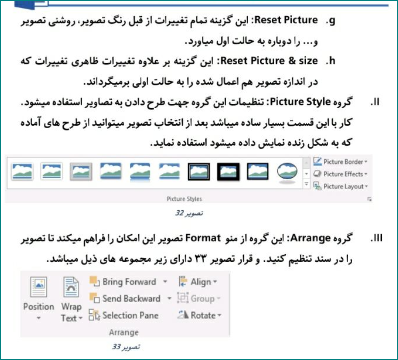 g. Reset Picture: این گزینه تمام تغییرات از قبل رنگ تصویر، روشنی تصویر
و... را دوباره به حالت اول میاورد.
h. Reset Picture & size: این گزینه بر علاوه تغییرات ظاهری تغییرات که
در اندازه تصویر هم اعمال شده را به حالت اولی برمیگرداند.
II. گروه Picture Style: تنظیمات این گروه جهت طرح دادن به تصاویر استفاده میشود.
کار با این قسمت بسیار ساده میباشد بعد از انتخاب تصویر میتوانید از طرح های آماده
که به شکل زنده نمایش داده میشود استفاده نماید.
Picture Border
Picture Effects
Picture Layout
Picture Styles
تصویر 32
III. گروه Arrange: این گروه از منو Format تصویر این امکان را فراهم میکند تا تصویر
را در سند تنظیم کنید. و قرار تصویر ۳۳ دارای زیر مجموعه های ذیل میباشد.
Position
Wrap
Text
Bring Forward
Send Backward
Selection Pane
Align
Group
Rotate
Arrange
تصویر 33